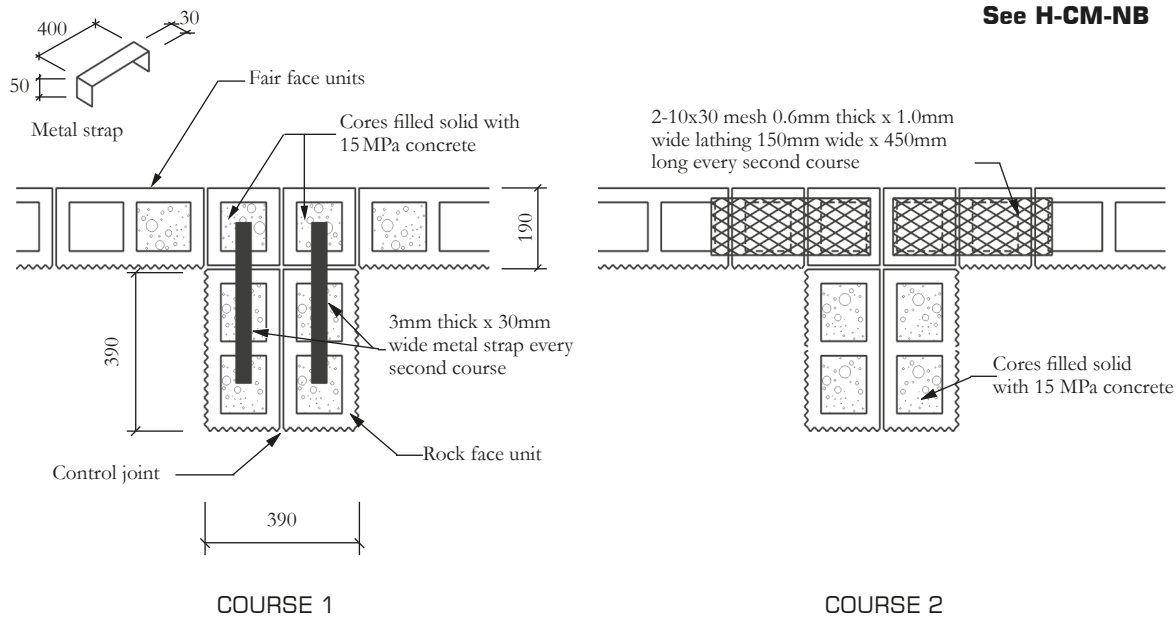 See H-CM-NB
400
30
50
Metal strap
Fair face units
Cores filled solid with
15 MPa concrete
190
390
3mm thick x 30mm
wide metal strap every
second course
Rock face unit
Control joint
390
COURSE 1
2-10x30 mesh 0.6mm thick x 1.0mm
wide lathing 150mm wide x 450mm
long every second course
Cores filled solid
with 15 MPa concrete
COURSE 2